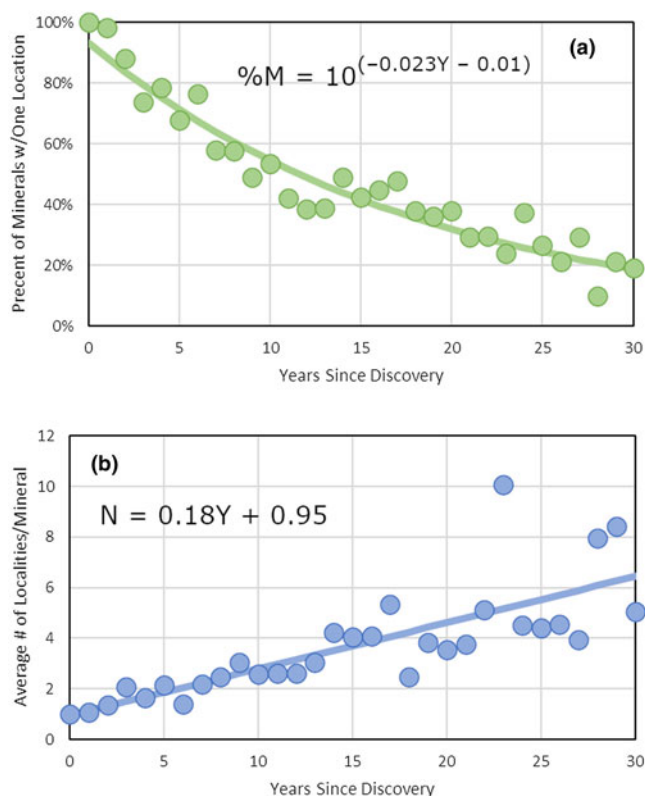 100%
(a)
%M = 10^(−0.023Y − 0.01)
80%
60%
40%
20%
0%
Precent of Minerals w/One Location
0 5 10 15 20 25 30
Years Since Discovery
12
(b)
10
N = 0.18Y + 0.95
8
6
4
2
0
Average # of Localities/Mineral
0 5 10 15 20 25 30
Years Since Discovery